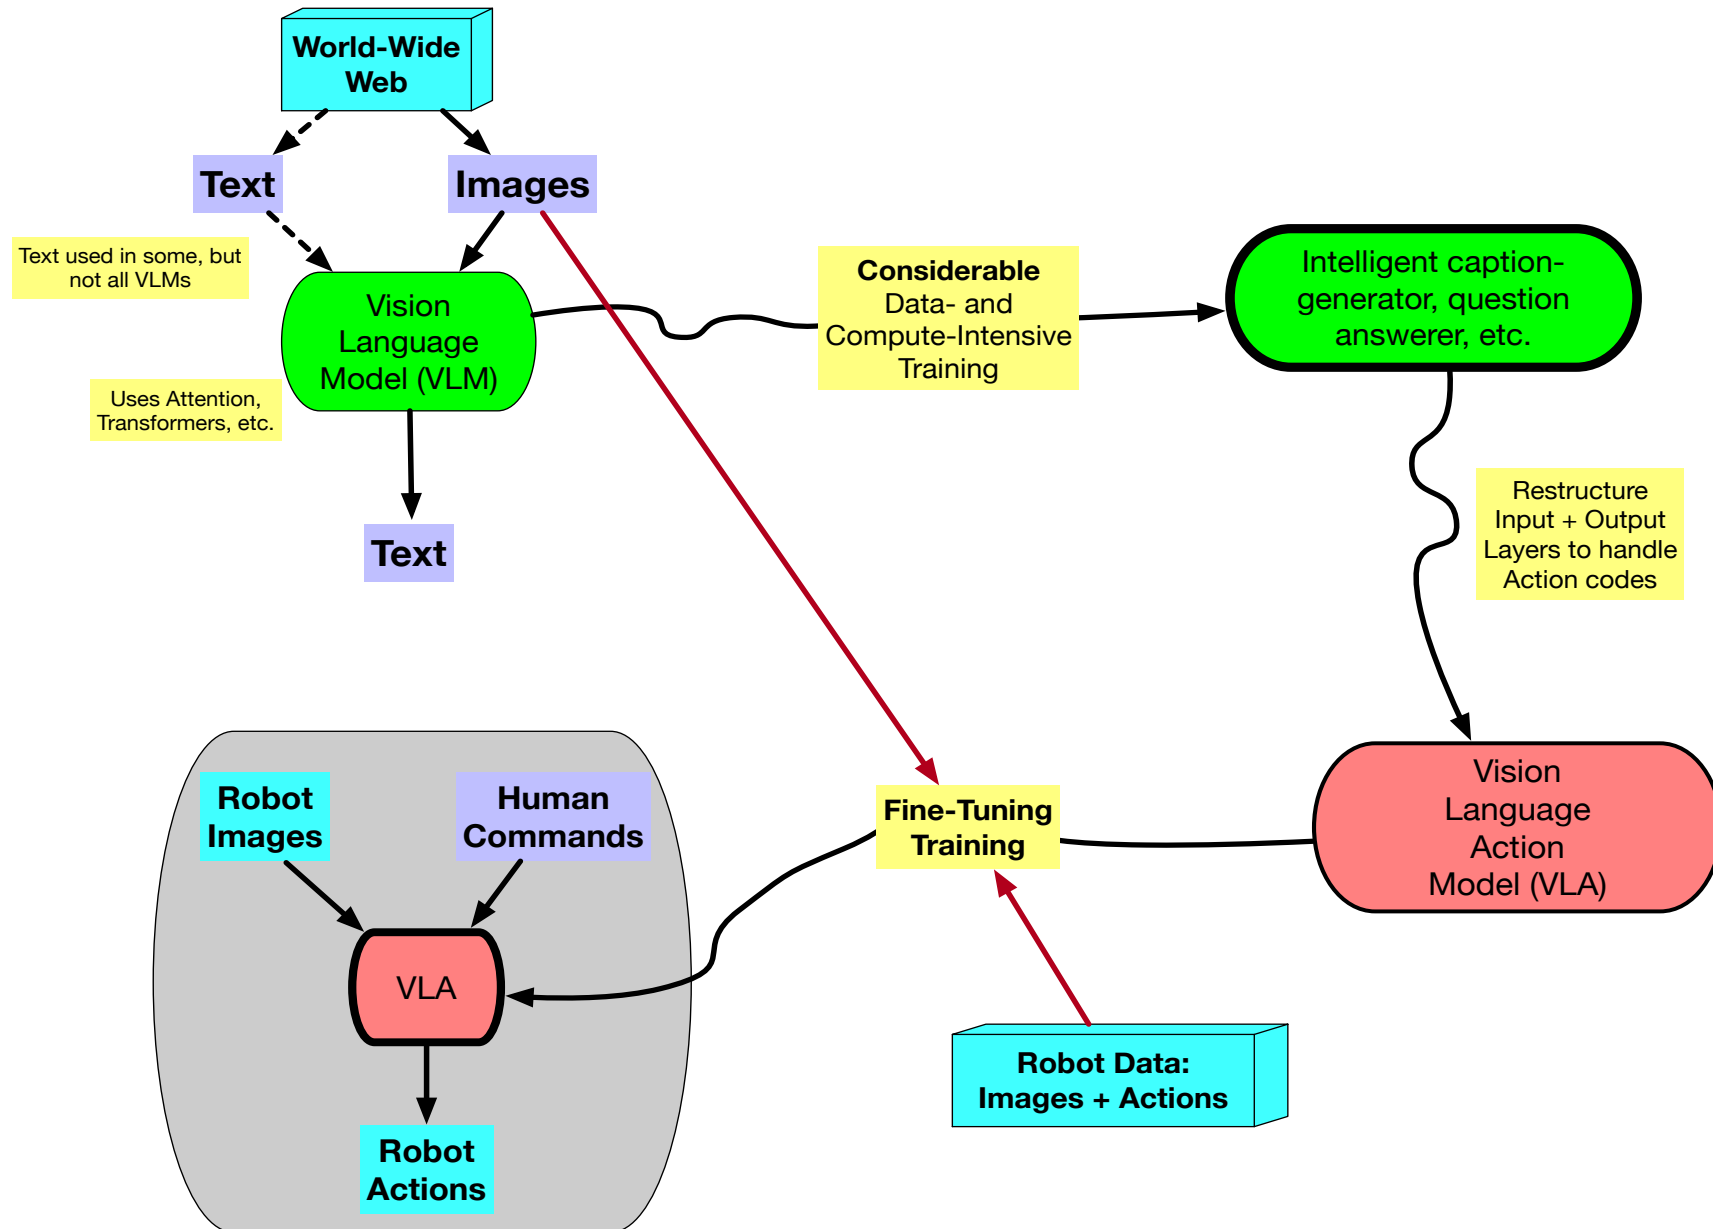 World-Wide
Web
Text
Images
Text used in some, but
not all VLMs
Vision
Language
Model (VLM)
Considerable
Data- and
Compute-Intensive
Training
Intelligent caption-
generator, question
answerer, etc.
Uses Attention,
Transformers, etc.
Text
Restructure
Input + Output
Layers to handle
Action codes
Vision
Language
Action
Model (VLA)
Fine-Tuning
Training
Robot
Images
Human
Commands
VLA
Robot
Actions
Robot Data:
Images + Actions